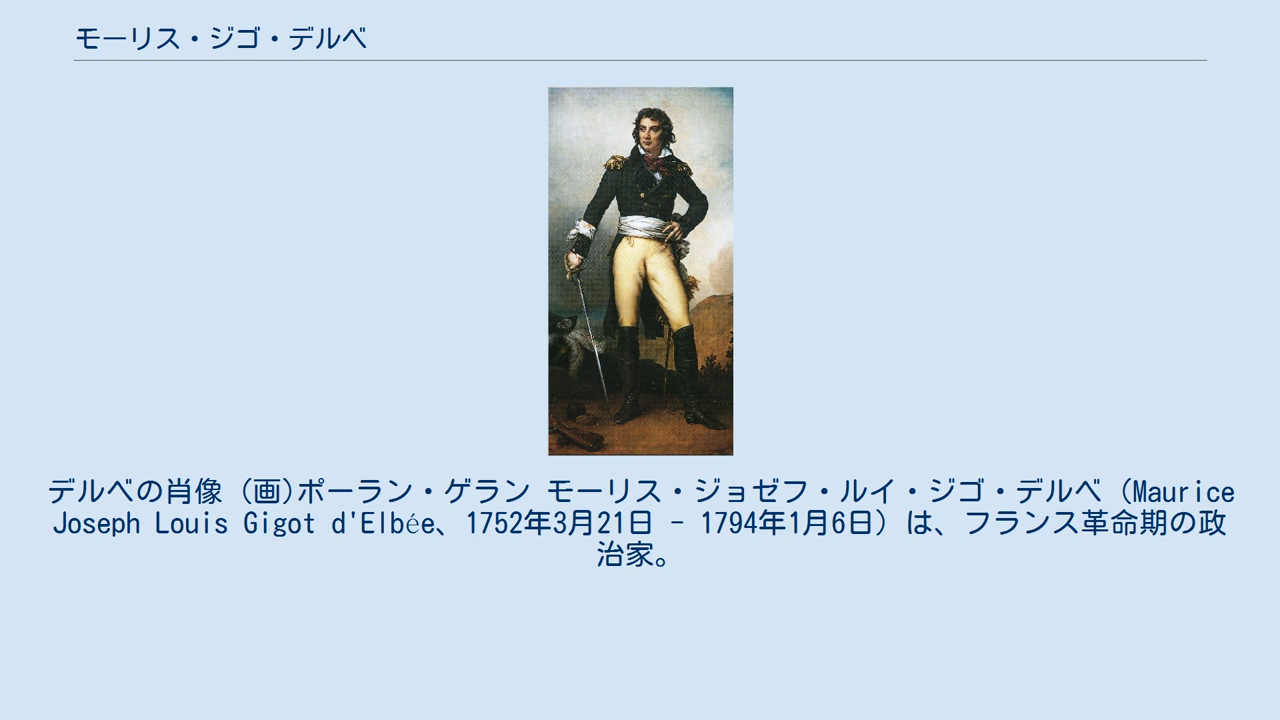 モーリス・ジゴ・デルベ
デルベの肖像 (画)ポーラン・ゲラン モーリス・ジョゼフ・ルイ・ジゴ・デルベ（Maurice
Joseph Louis Gigot d'Elbée、1752年3月21日 - 1794年1月6日）は、フランス革命期の政
治家。